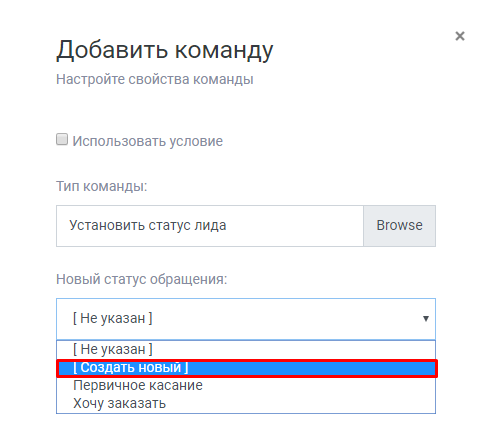 Добавить команду
×
Настройте свойства команды
Использовать условие
Тип команды:
Установить статус лида Browse
Новый статус обращения:
[ Не указан ]
[ Не указан ]
[ Создать новый ]
Первичное касание
Хочу заказать